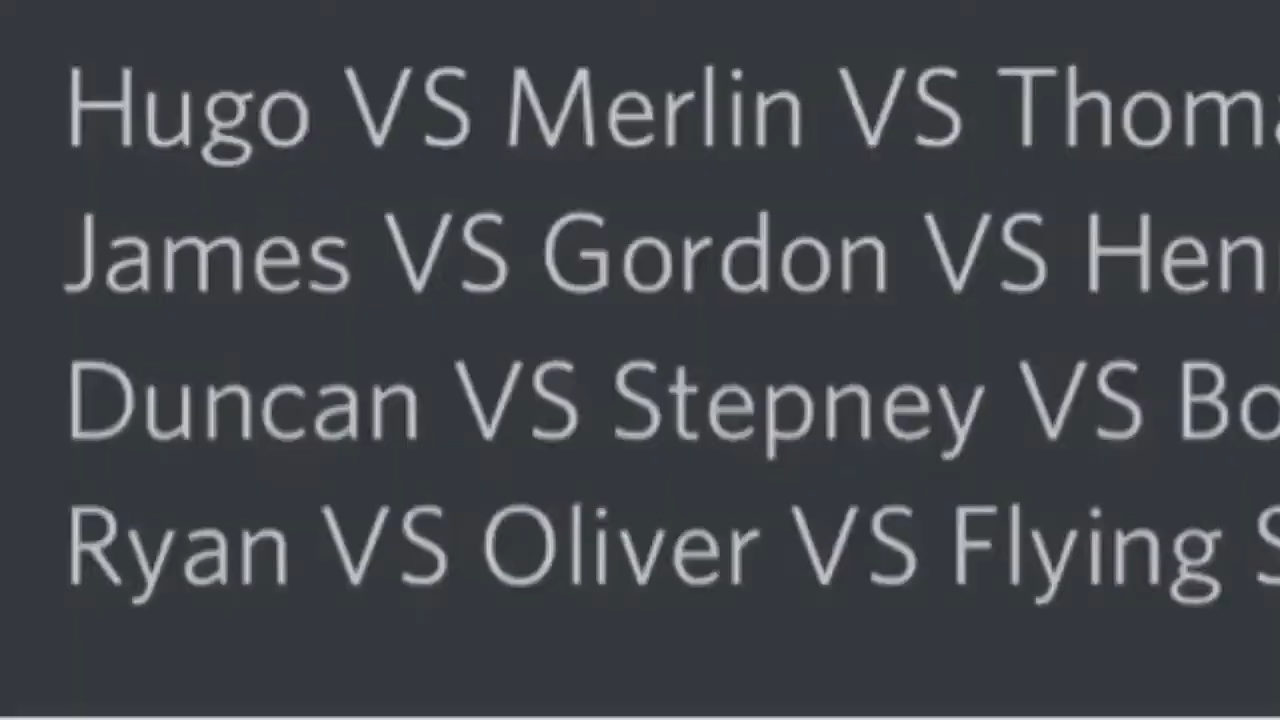 Hugo VS Merlin VS
James VS Gordon VS
Duncan VS Stepney VS
Ryan VS Oliver VS Flying